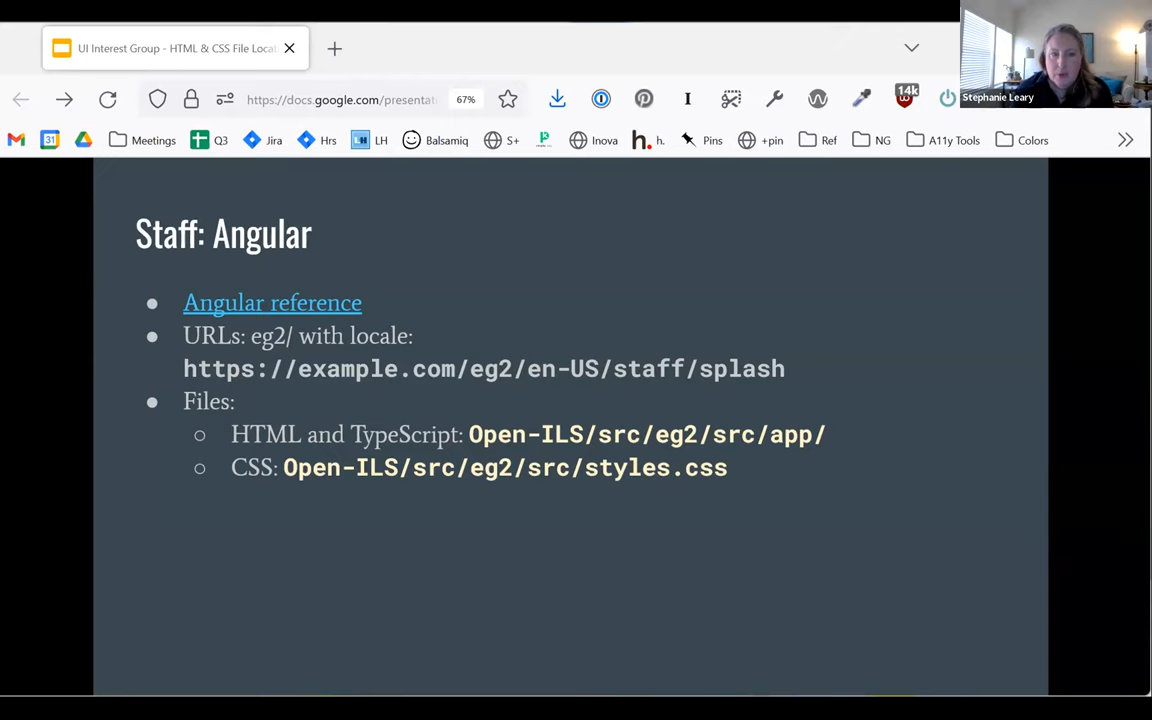 UI Interest Group - HTML & CSS File Locat
Stephanie Leary
https://docs.google.com/presentat
67%
14k
31
Meetings
Q3
Jira
Hrs
LH
LH
Balsamiq
S+
Inova
h.
h.
Pins
+pin
Ref
NG
A11y Tools
Colors
Staff: Angular
● Angular reference
● URLs: eg2/ with locale:
https://example.com/eg2/en-US/staff/splash
● Files:
○ HTML and TypeScript: Open-ILS/src/eg2/src/app/
○ CSS: Open-ILS/src/eg2/src/styles.css